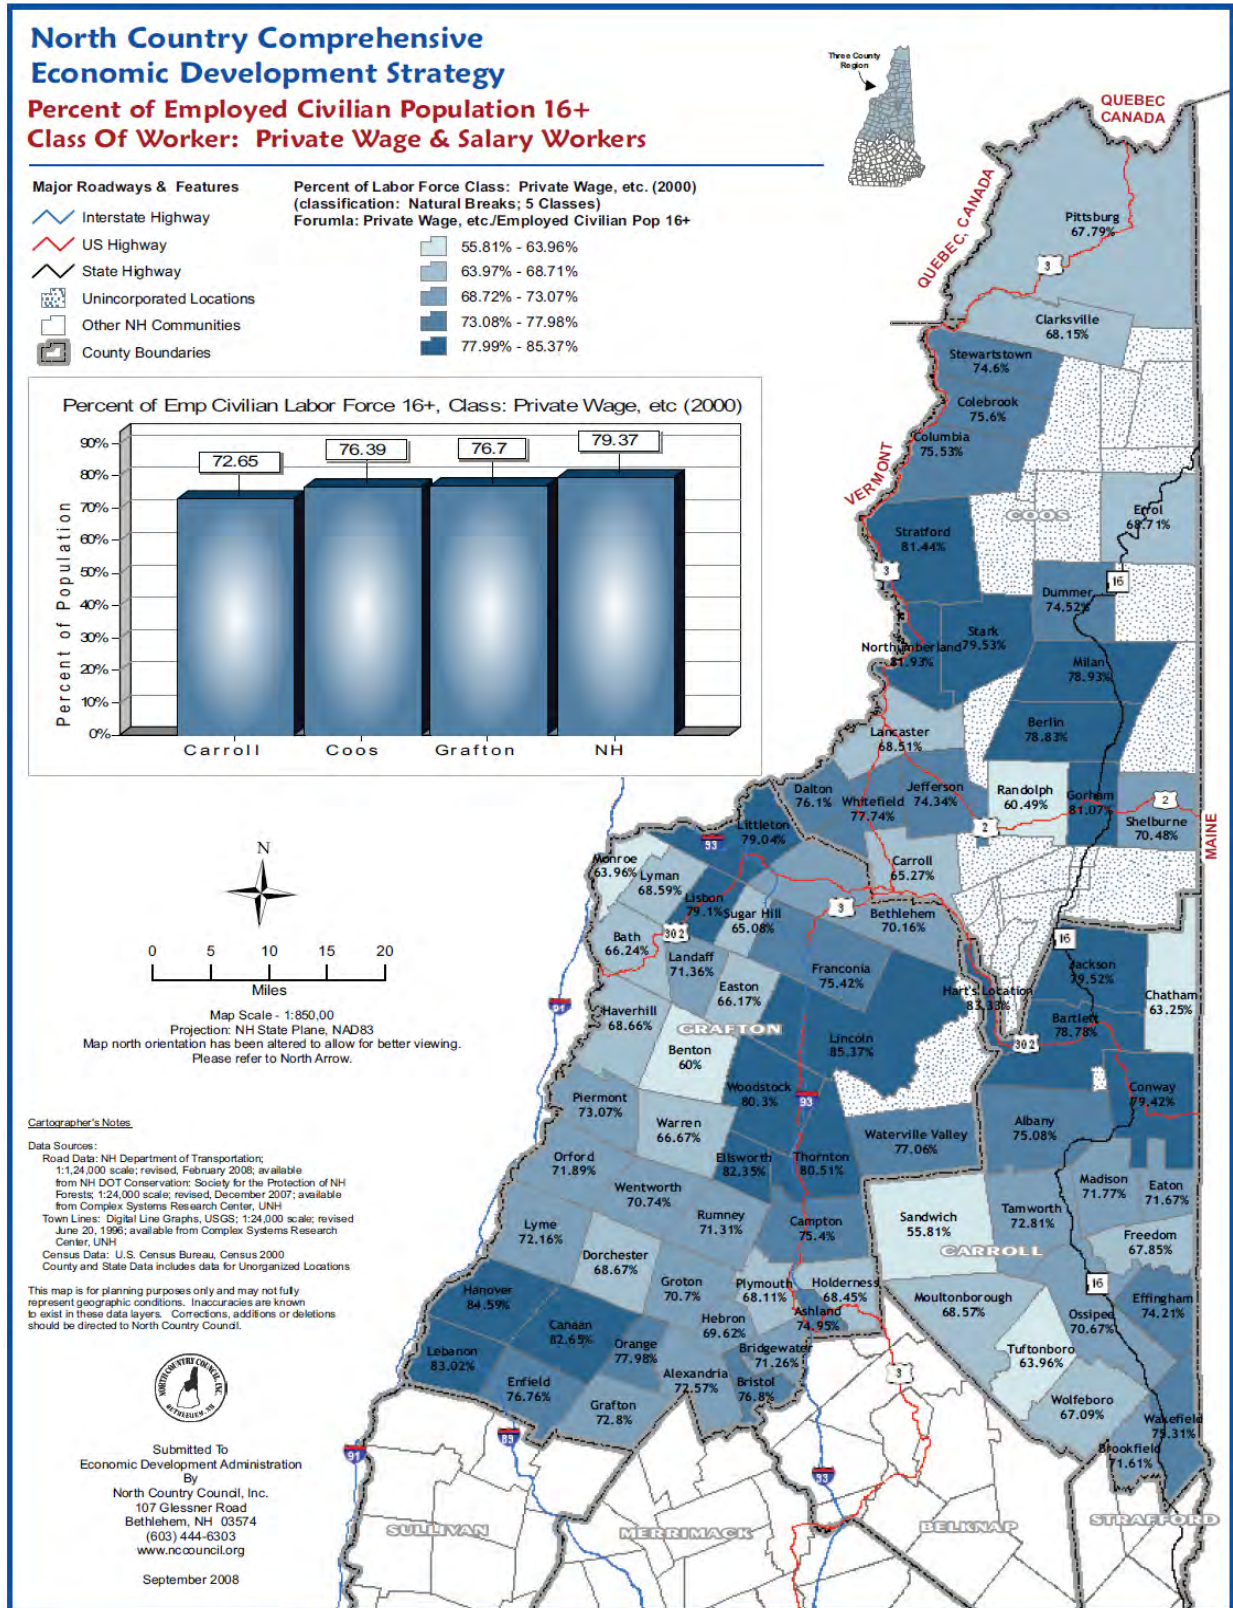 North Country Comprehensive
Economic Development Strategy
Percent of Employed Civilian Population 16+
Class Of Worker: Private Wage & Salary Workers
Three County
Region
Major Roadways & Features
Interstate Highway
US Highway
State Highway
Unincorporated Locations
Other NH Communities
County Boundaries
Percent of Labor Force Class: Private Wage, etc. (2000)
(classification: Natural Breaks; 5 Classes)
Forumla: Private Wage, etc./Employed Civilian Pop 16+
55.81% - 63.96%
63.97% - 68.71%
68.72% - 73.07%
73.08% - 77.98%
77.99% - 85.37%
Percent of Emp Civilian Labor Force 16+, Class: Private Wage, etc (2000)
Percent of Population
90%
80%
70%
60%
50%
40%
30%
20%
10%
0%
72.65
76.39
76.7
79.37
Carroll
Coos
Grafton
NH
N
0 5 10 15 20
Miles
Map Scale - 1:850,00
Projection: NH State Plane, NAD83
Map north orientation has been altered to allow for better viewing.
Please refer to North Arrow.
Cartographer's Notes
Data Sources:
Road Data: NH Department of Transportation;
1:1,24,000 scale; revised, February 2008; available
from NH DOT Conservation: Society for the Protection of NH
Forests; 1:24,000 scale; revised, December 2007; available
from Complex Systems Research Center, UNH
Town Lines: Digital Line Graphs, USGS; 1:24,000 scale; revised
June 20, 1996; available from Complex Systems Research
Center, UNH
Census Data: U.S. Census Bureau, Census 2000
County and State Data includes data for Unorganized Locations
This map is for planning purposes only and may not fully
represent geographic conditions. Inaccuracies are known
to exist in these data layers. Corrections, additions or deletions
should be directed to North Country Council.
NORTH COUNTRY COUNCIL, INC.
BETHLEHEM, NH
Submitted To
Economic Development Administration
By
North Country Council, Inc.
107 Glessner Road
Bethlehem, NH 03574
(603) 444-6303
www.nccouncil.org
September 2008
QUEBEC
CANADA
QUEBEC, CANADA
VERMONT
MAINE
Pittsburg
67.79%
3
Clarksville
68.15%
Stewartstown
74.6%
Colebrook
75.6%
Columbia
75.53%
COOS
Errol
68.71%
Stratford
81.44%
3
16
Dummer
74.52%
Stark
79.53%
Northumberland
81.93%
Milan
78.93%
Berlin
78.83%
Lancaster
68.51%
Dalton
76.1%
Whitefield
77.74%
Jefferson
74.34%
Randolph
60.49%
Gorham
81.07%
2
Shelburne
70.48%
2
Littleton
79.04%
93
Carroll
65.27%
Monroe
63.96%
Lyman
68.59%
Lisbon
79.1%
Sugar Hill
65.08%
3
Bethlehem
70.16%
Bath
66.24%
302
Landaff
71.36%
Franconia
75.42%
16
Jackson
79.52%
Easton
66.17%
Hart's Location
83.33%
Chatham
63.25%
91
Haverhill
68.66%
GRAFTON
Bartlett
78.78%
Lincoln
85.37%
302
Benton
60%
Woodstock
80.3%
Conway
79.42%
93
Piermont
73.07%
Warren
66.67%
Albany
75.08%
Waterville Valley
77.06%
Orford
71.89%
Ellsworth
82.35%
Thornton
80.51%
Wentworth
70.74%
Madison
71.77%
Eaton
71.67%
Rumney
71.31%
Lyme
72.16%
Campton
75.4%
Sandwich
55.81%
Tamworth
72.81%
Freedom
67.85%
Dorchester
68.67%
CARROLL
Groton
70.7%
Plymouth
68.11%
Holderness
68.45%
16
Hanover
84.59%
Moultonborough
68.57%
Effingham
74.21%
Canaan
82.65%
Hebron
69.62%
Ashland
74.95%
Ossipee
70.67%
Orange
77.98%
Lebanon
83.02%
Bridgewater
71.26%
Tuftonboro
63.96%
Enfield
76.76%
Alexandria
72.57%
Bristol
76.8%
3
Wolfeboro
67.09%
Grafton
72.8%
Wakefield
75.31%
Brookfield
71.61%
89
91
93
SULLIVAN
MERRIMACK
BELKNAP
STRAFFORD